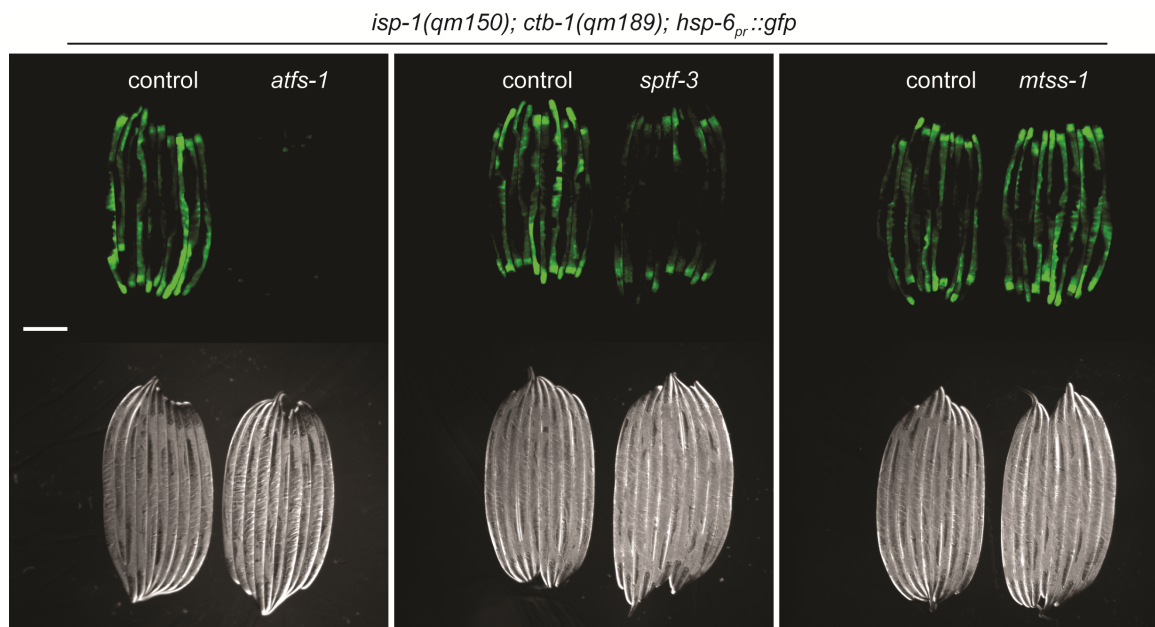 isp-1(qm150); ctb-1(qm189); hsp-6pr::gfp
control atfs-1 control sptf-3 control mtss-1